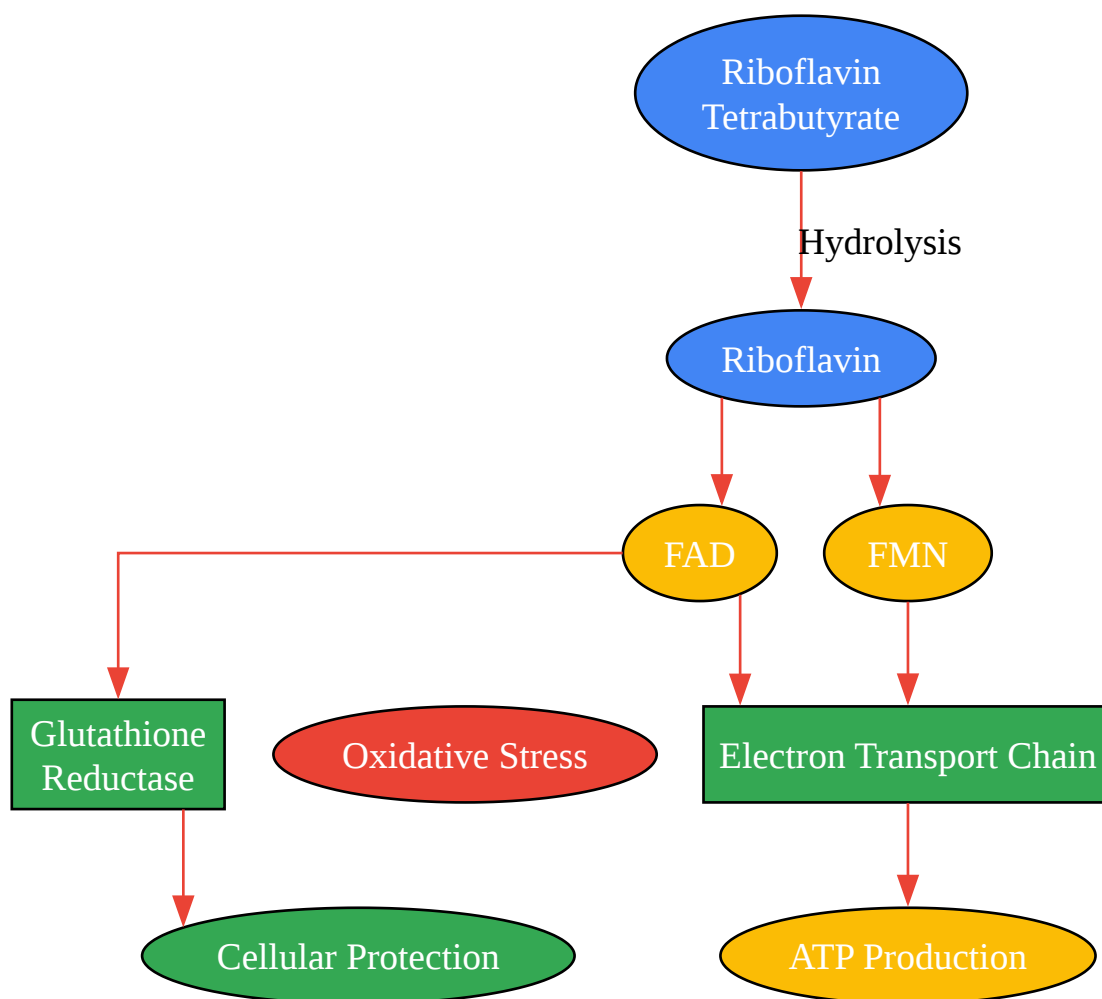 Riboflavin
Tetrabutyrate
Hydrolysis
Riboflavin
FAD
FMN
Glutathione
Reductase
Oxidative Stress
Electron Transport Chain
Cellular Protection
ATP Production